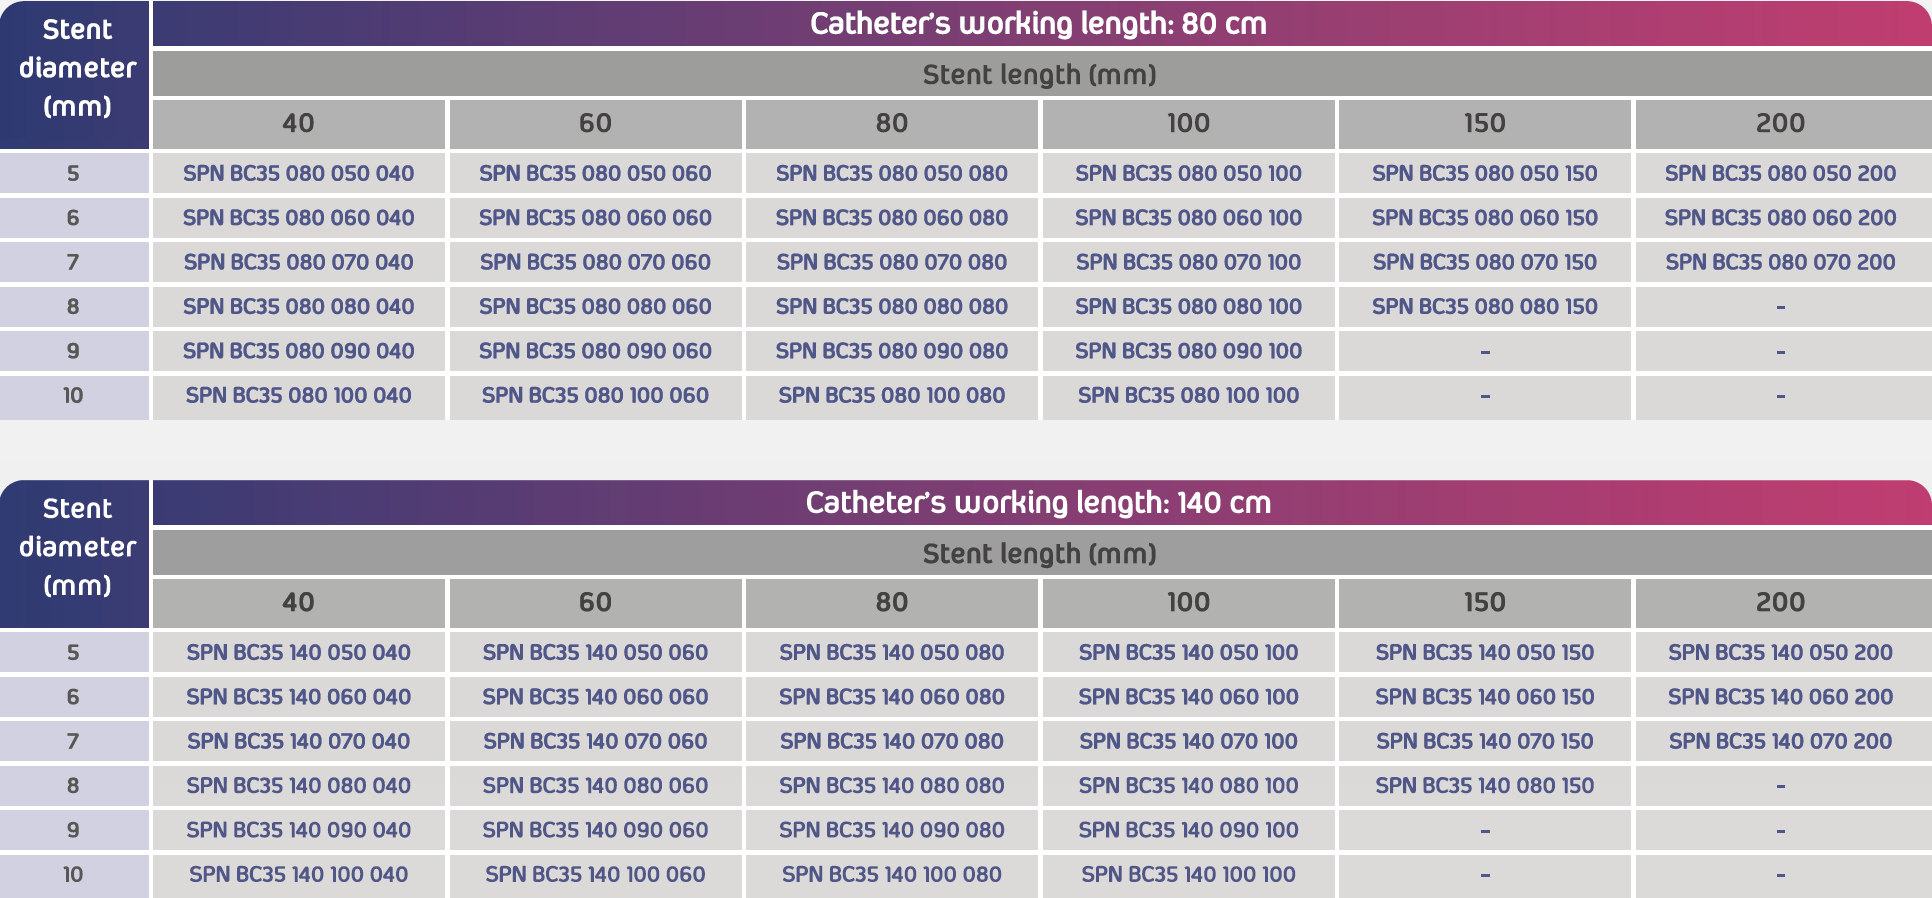 Stent
diameter
(mm)
Catheter's working length: 80 cm
Stent length (mm)
40 60 80 100 150 200
5 SPN BC35 080 050 040 SPN BC35 080 050 060 SPN BC35 080 050 080 SPN BC35 080 050 100 SPN BC35 080 050 150 SPN BC35 080 050 200
6 SPN BC35 080 060 040 SPN BC35 080 060 060 SPN BC35 080 060 080 SPN BC35 080 060 100 SPN BC35 080 060 150 SPN BC35 080 060 200
7 SPN BC35 080 070 040 SPN BC35 080 070 060 SPN BC35 080 070 080 SPN BC35 080 070 100 SPN BC35 080 070 150 SPN BC35 080 070 200
8 SPN BC35 080 080 040 SPN BC35 080 080 060 SPN BC35 080 080 080 SPN BC35 080 080 100 SPN BC35 080 080 150 -
9 SPN BC35 080 090 040 SPN BC35 080 090 060 SPN BC35 080 090 080 SPN BC35 080 090 100 - -
10 SPN BC35 080 100 040 SPN BC35 080 100 060 SPN BC35 080 100 080 SPN BC35 080 100 100 - -
Stent
diameter
(mm)
Catheter's working length: 140 cm
Stent length (mm)
40 60 80 100 150 200
5 SPN BC35 140 050 040 SPN BC35 140 050 060 SPN BC35 140 050 080 SPN BC35 140 050 100 SPN BC35 140 050 150 SPN BC35 140 050 200
6 SPN BC35 140 060 040 SPN BC35 140 060 060 SPN BC35 140 060 080 SPN BC35 140 060 100 SPN BC35 140 060 150 SPN BC35 140 060 200
7 SPN BC35 140 070 040 SPN BC35 140 070 060 SPN BC35 140 070 080 SPN BC35 140 070 100 SPN BC35 140 070 150 SPN BC35 140 070 200
8 SPN BC35 140 080 040 SPN BC35 140 080 060 SPN BC35 140 080 080 SPN BC35 140 080 100 SPN BC35 140 080 150 -
9 SPN BC35 140 090 040 SPN BC35 140 090 060 SPN BC35 140 090 080 SPN BC35 140 090 100 - -
10 SPN BC35 140 100 040 SPN BC35 140 100 060 SPN BC35 140 100 080 SPN BC35 140 100 100 - -